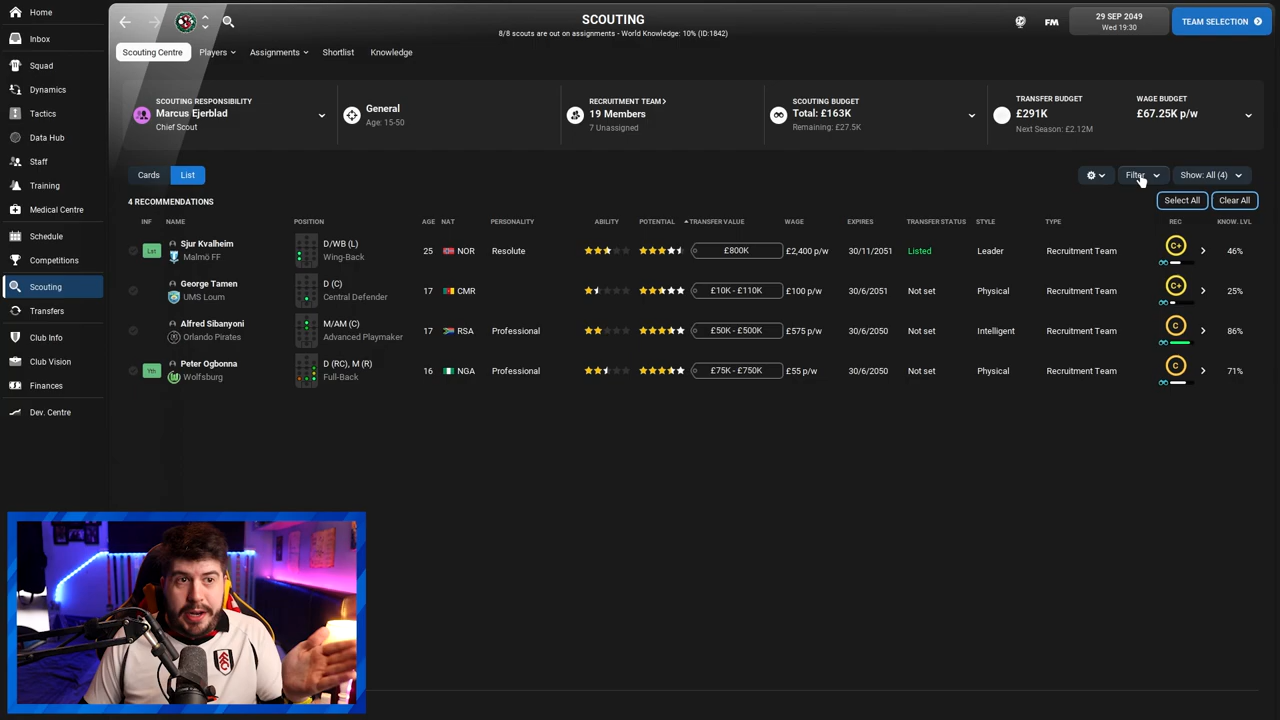 Home
Inbox
Squad
Dynamics
Tactics
Data Hub
Staff
Training
Medical Centre
Schedule
Competitions
Scouting
Transfers
Club Info
Club Vision
Finances
Dev. Centre
SCOUTING
8/8 scouts are out on assignments - World Knowledge: 10% (ID:1842)
FM
29 SEP 2049
Wed 19:30
TEAM SELECTION
Scouting Centre
Players
Assignments
Shortlist
Knowledge
SCOUTING RESPONSIBILITY
Marcus Ejerblad
Chief Scout
General
Age: 15-50
RECRUITMENT TEAM >
19 Members
7 Unassigned
SCOUTING BUDGET
Total: £163K
Remaining: £27.5K
TRANSFER BUDGET
£291K
Next Season: £2.12M
WAGE BUDGET
£67.25K p/w
Cards
List
Filter
Show: All (4)
4 RECOMMENDATIONS
Select All
Clear All
INF NAME POSITION AGE NAT PERSONALITY ABILITY POTENTIAL TRANSFER VALUE WAGE EXPIRES TRANSFER STATUS STYLE TYPE REC KNOW. LVL
Lst Sjur Kvalheim D/WB (L) 25 NOR Resolute £800K £2,400 p/w 30/11/2051 Listed Leader Recruitment Team C+ 46%
Malmö FF Wing-Back
George Tamen D (C) 17 CMR £10K - £110K £100 p/w 30/6/2051 Not set Physical Recruitment Team C+ 25%
UMS Loum Central Defender
Alfred Sibanyoni M/AM (C) 17 RSA Professional £50K - £500K £575 p/w 30/6/2050 Not set Intelligent Recruitment Team C 86%
Orlando Pirates Advanced Playmaker
Yth Peter Ogbonna D (RC), M (R) 16 NGA Professional £75K - £750K £55 p/w 30/6/2050 Not set Physical Recruitment Team C 71%
Wolfsburg Full-Back